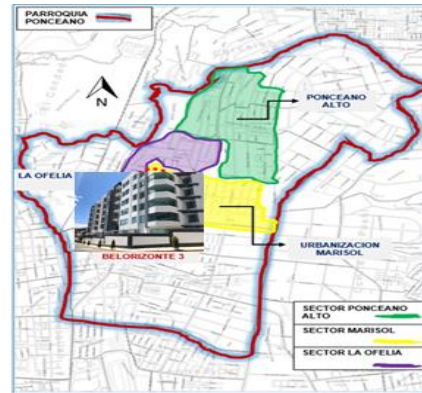 PARROQUIA
PONCEANO
N
PONCEANO
ALTO
LA OFELIA
BELORIZONTE 3
URBANIZACION
MARISOL
SECTOR PONCEANO
ALTO
SECTOR MARISOL
SECTOR LA OFELIA